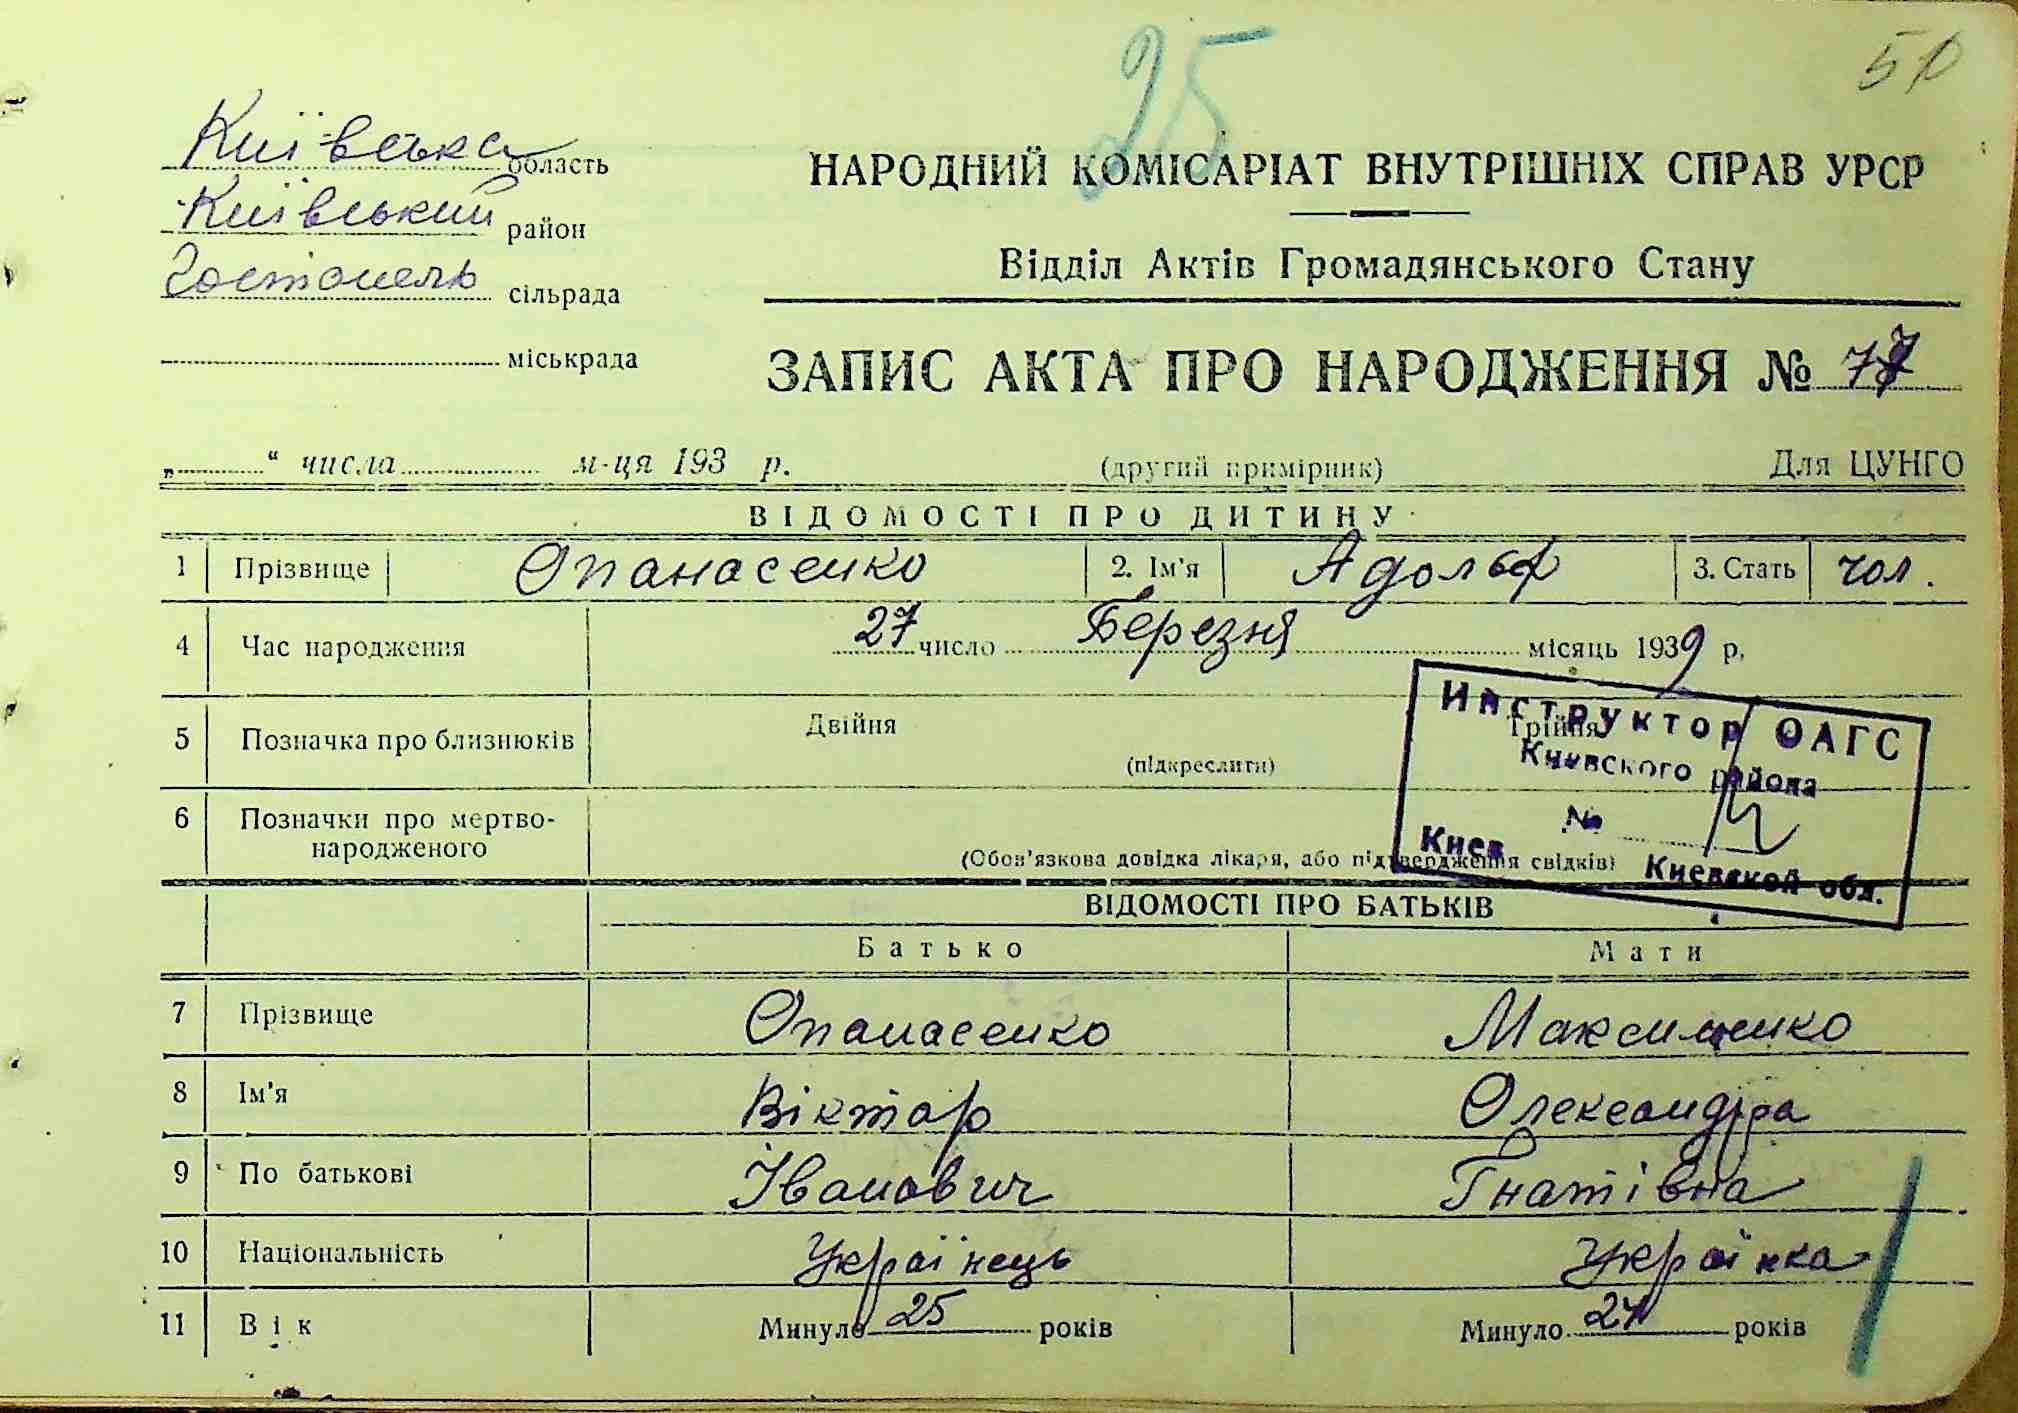 25
50
Київська область
Київський район
Гостомель сільрада
міськрада
НАРОДНИЙ КОМІСАРІАТ ВНУТРІШНІХ СПРАВ УРСР
Відділ Актів Громадянського Стану
ЗАПИС АКТА ПРО НАРОДЖЕННЯ № 77
„ “ числа м-ця 193 р. (другий примірник) Для ЦУНГО
ВІДОМОСТІ ПРО ДИТИНУ
1 Прізвище Опанасенко 2. Ім'я Адольф 3. Стать чол.
4 Час народження 27 число Березня місяць 1939 р.
5 Позначка про близнюків Двійня (підкреслити) Трійня
6 Позначки про мертво-
народженого
(Обов'язкова довідка лікаря, або підтвердження свідків)
Инструктор ОАГС
Киевского района
№
Киев Киевской обл.
ВІДОМОСТІ ПРО БАТЬКІВ
Батько Мати
7 Прізвище Опанасенко Максименко
8 Ім'я Віктор Олександра
9 По батькові Іванович Гнатівна
10 Національність Українець Українка
11 Вік Минуло 25 років Минуло 24 років